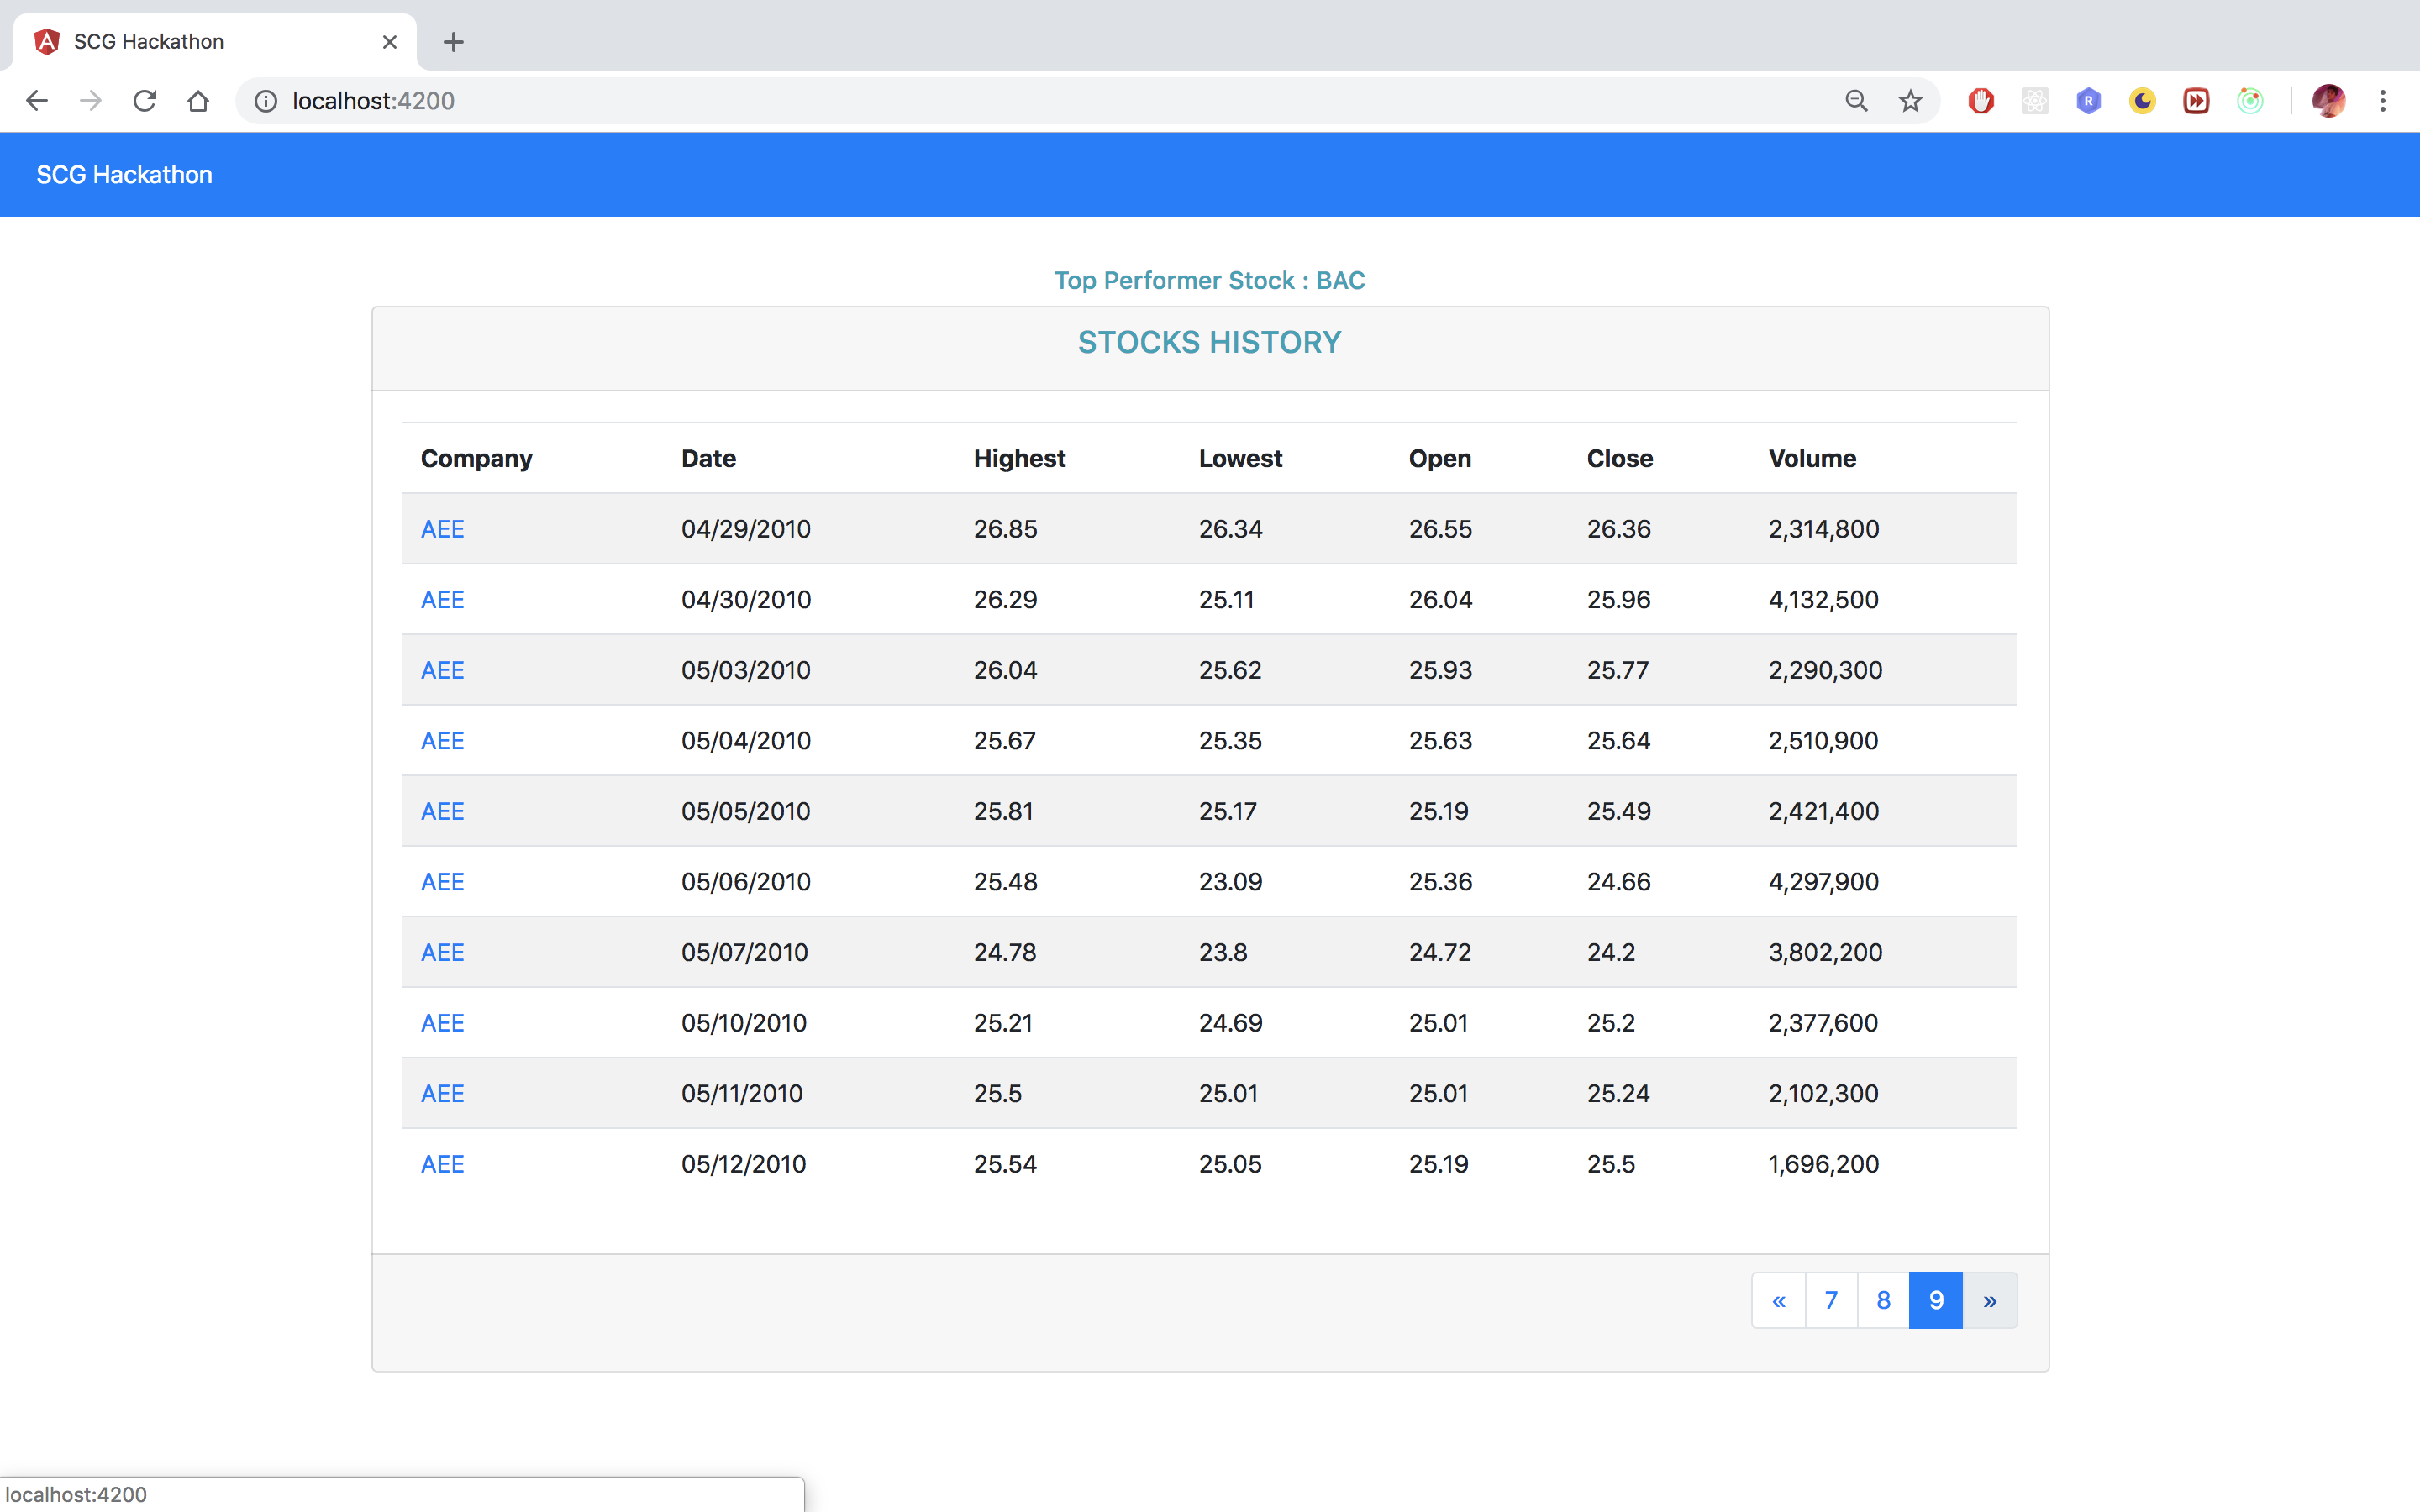 SCG Hackathon
localhost:4200
SCG Hackathon
Top Performer Stock : BAC
STOCKS HISTORY
Company Date Highest Lowest Open Close Volume
AEE 04/29/2010 26.85 26.34 26.55 26.36 2,314,800
AEE 04/30/2010 26.29 25.11 26.04 25.96 4,132,500
AEE 05/03/2010 26.04 25.62 25.93 25.77 2,290,300
AEE 05/04/2010 25.67 25.35 25.63 25.64 2,510,900
AEE 05/05/2010 25.81 25.17 25.19 25.49 2,421,400
AEE 05/06/2010 25.48 23.09 25.36 24.66 4,297,900
AEE 05/07/2010 24.78 23.8 24.72 24.2 3,802,200
AEE 05/10/2010 25.21 24.69 25.01 25.2 2,377,600
AEE 05/11/2010 25.5 25.01 25.01 25.24 2,102,300
AEE 05/12/2010 25.54 25.05 25.19 25.5 1,696,200
« 7 8 9 »
localhost:4200